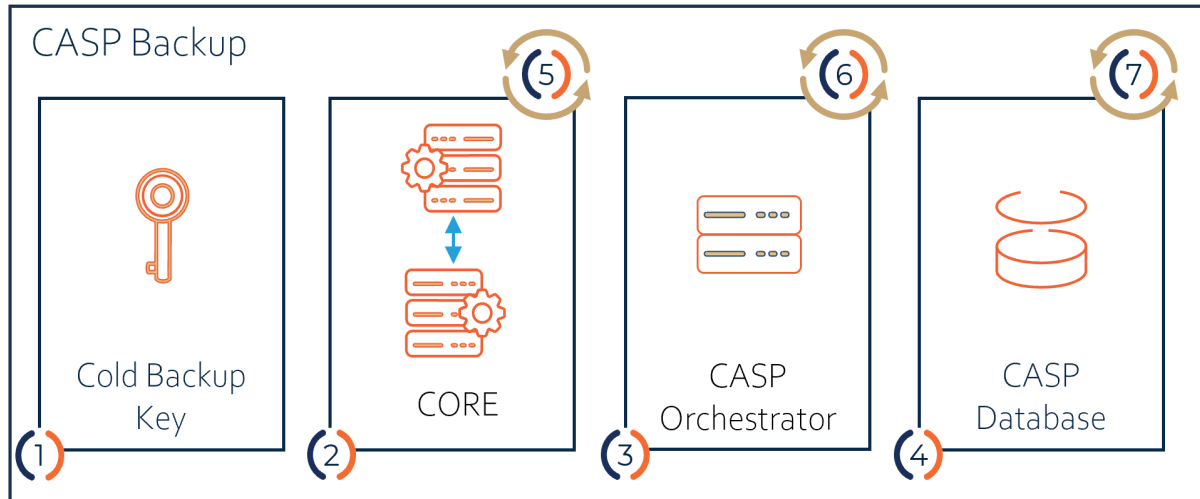 CASP Backup
5
6
7
Cold Backup
Key
CORE
CASP
Orchestrator
CASP
Database
1
2
3
4